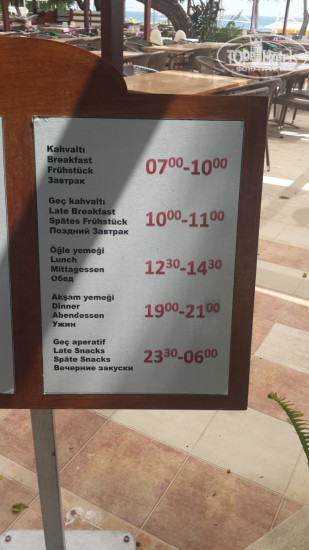 Kahvaltı
Breakfast
Frühstück
Завтрак
07⁰⁰-10⁰⁰
Geç kahvaltı
Late Breakfast
Spätes Frühstück
Поздний Завтрак
10⁰⁰-11⁰⁰
Öğle yemeği
Lunch
Mittagessen
Обед
12³⁰-14³⁰
Akşam yemeği
Dinner
Abendessen
Ужин
19⁰⁰-21⁰⁰
Geç aperatif
Late Snacks
Späte Snacks
Вечерние закуски
23³⁰-06⁰⁰